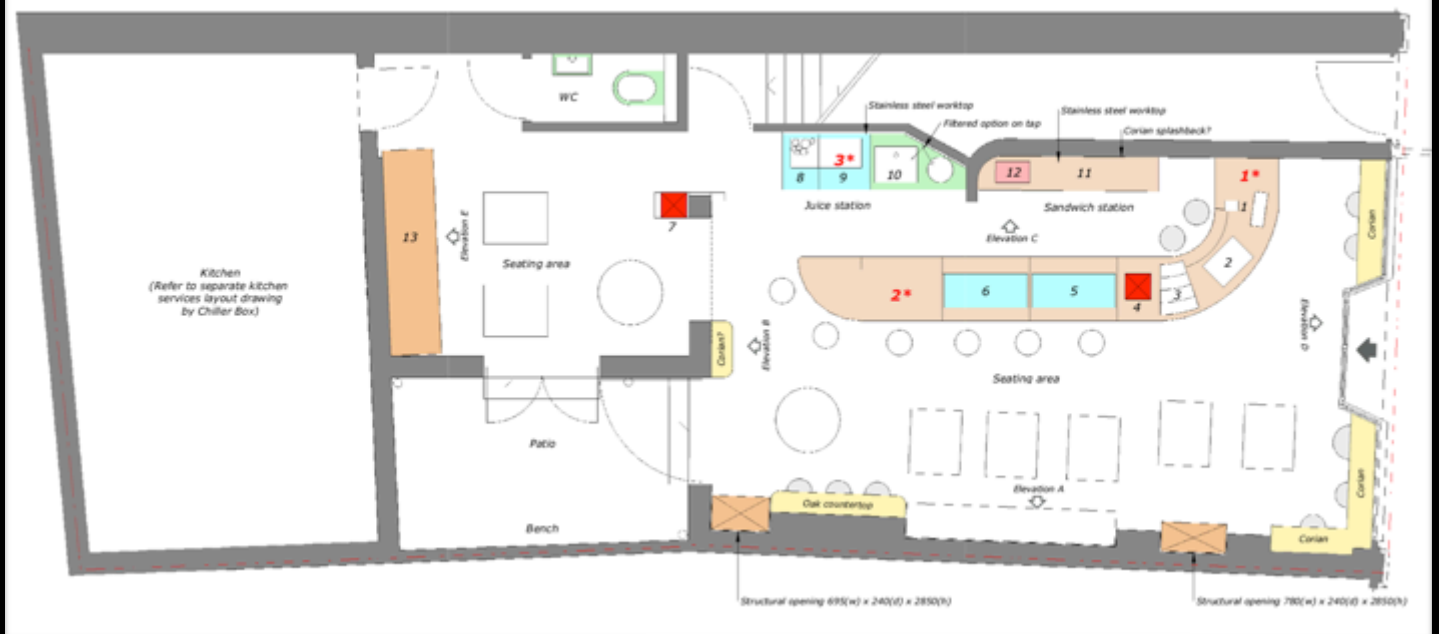 WC
Stainless steel worktop
Filtered option on tap
Stainless steel worktop
Corian splashback?
8
3*
9
10
12
11
1*
1
Juice station
Sandwich station
7
13
Elevation E
Seating area
Elevation C
Corian
Kitchen
(Refer to separate kitchen
services layout drawing
by Chiller Box)
2
2*
6
5
4
3
Elevation D
Corian?
Elevation B
Seating area
Patio
Elevation A
Oak countertop
Corian
Bench
Corian
Structural opening 695(w) x 240(d) x 2850(h)
Structural opening 780(w) x 240(d) x 2850(h)